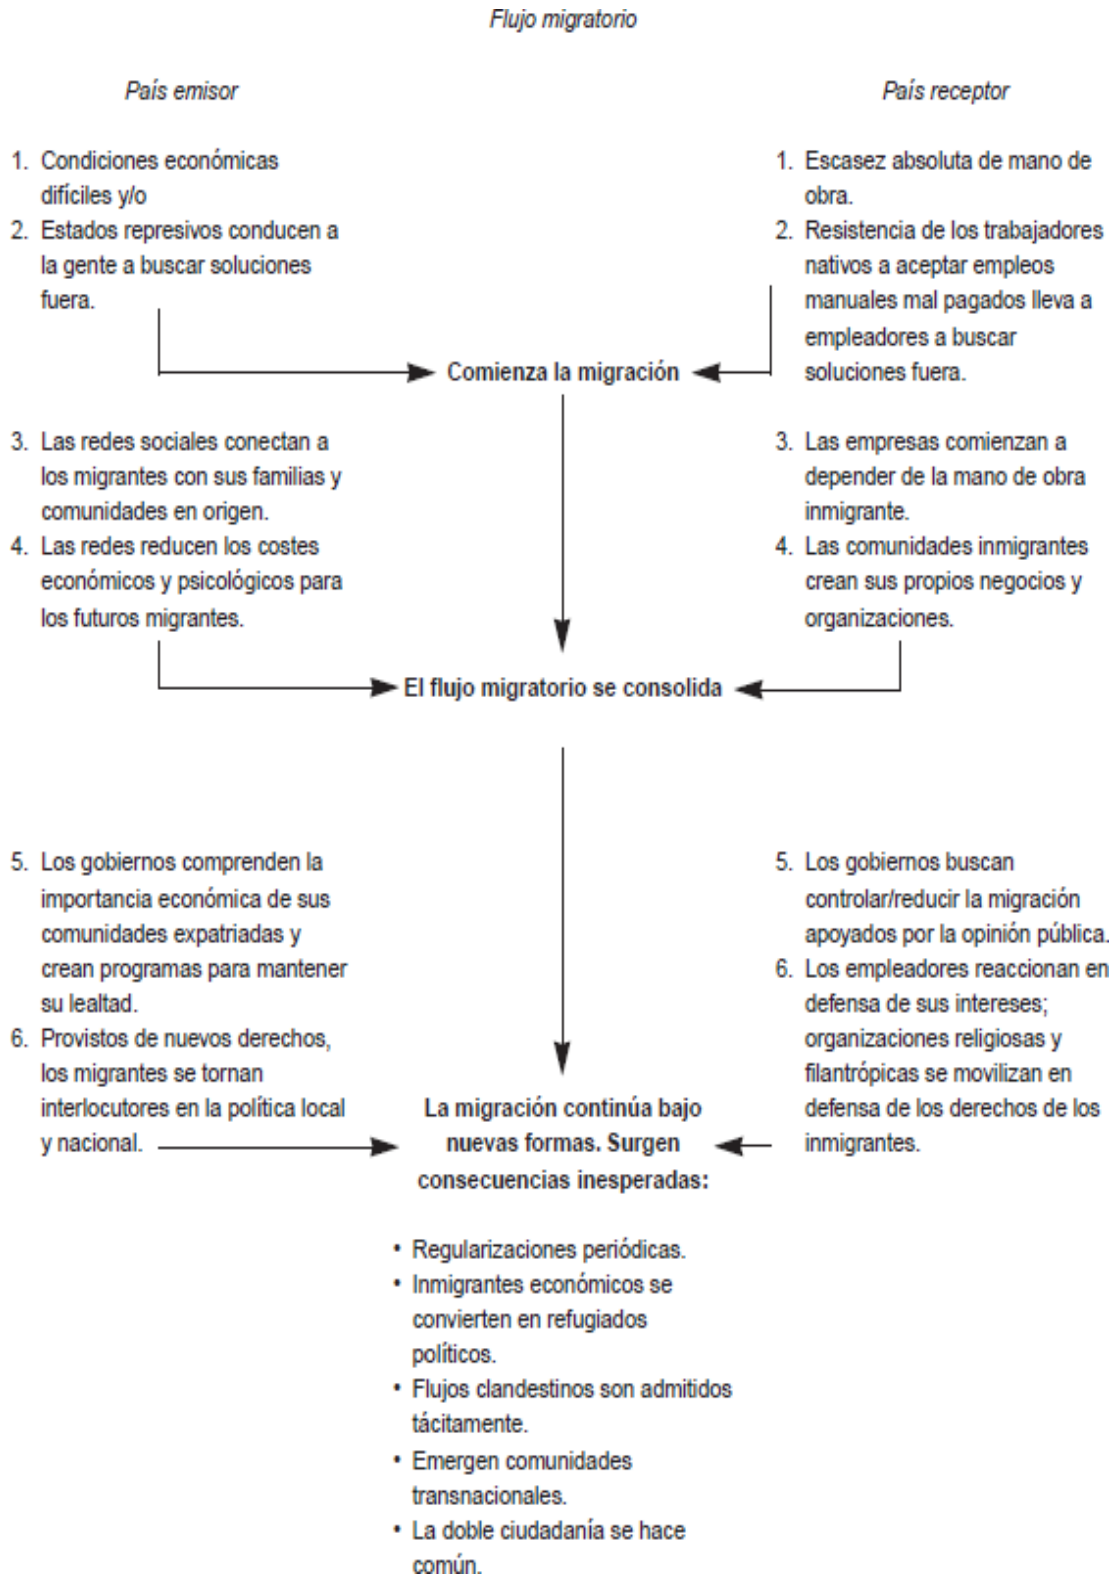 Flujo migratorio
País emisor
País receptor
1. Condiciones económicas
difíciles y/o
2. Estados represivos conducen a
la gente a buscar soluciones
fuera.
1. Escasez absoluta de mano de
obra.
2. Resistencia de los trabajadores
nativos a aceptar empleos
manuales mal pagados lleva a
empleadores a buscar
soluciones fuera.
Comienza la migración
3. Las redes sociales conectan a
los migrantes con sus familias y
comunidades en origen.
4. Las redes reducen los costes
económicos y psicológicos para
los futuros migrantes.
3. Las empresas comienzan a
depender de la mano de obra
inmigrante.
4. Las comunidades inmigrantes
crean sus propios negocios y
organizaciones.
El flujo migratorio se consolida
5. Los gobiernos comprenden la
importancia económica de sus
comunidades expatriadas y
crean programas para mantener
su lealtad.
6. Provistos de nuevos derechos,
los migrantes se tornan
interlocutores en la política local
y nacional.
5. Los gobiernos buscan
controlar/reducir la migración
apoyados por la opinión pública.
6. Los empleadores reaccionan en
defensa de sus intereses;
organizaciones religiosas y
filantrópicas se movilizan en
defensa de los derechos de los
inmigrantes.
La migración continúa bajo
nuevas formas. Surgen
consecuencias inesperadas:
• Regularizaciones periódicas.
• Inmigrantes económicos se
convierten en refugiados
políticos.
• Flujos clandestinos son admitidos
tácitamente.
• Emergen comunidades
transnacionales.
• La doble ciudadanía se hace
común.